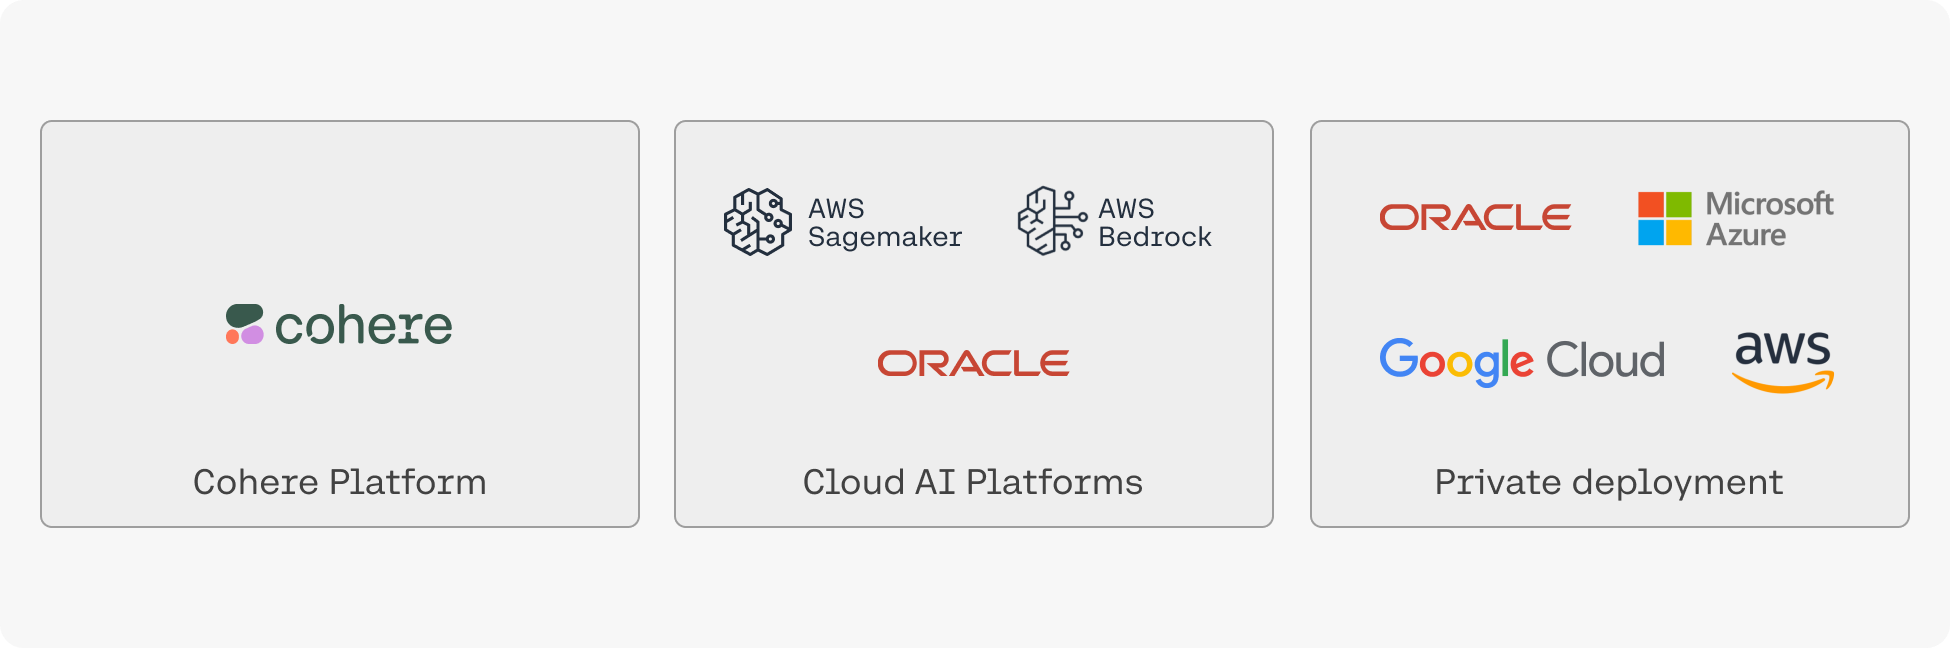 cohere
Cohere Platform
AWS
Sagemaker
AWS
Bedrock
ORACLE
Cloud AI Platforms
ORACLE
Microsoft
Azure
Google Cloud
aws
Private deployment